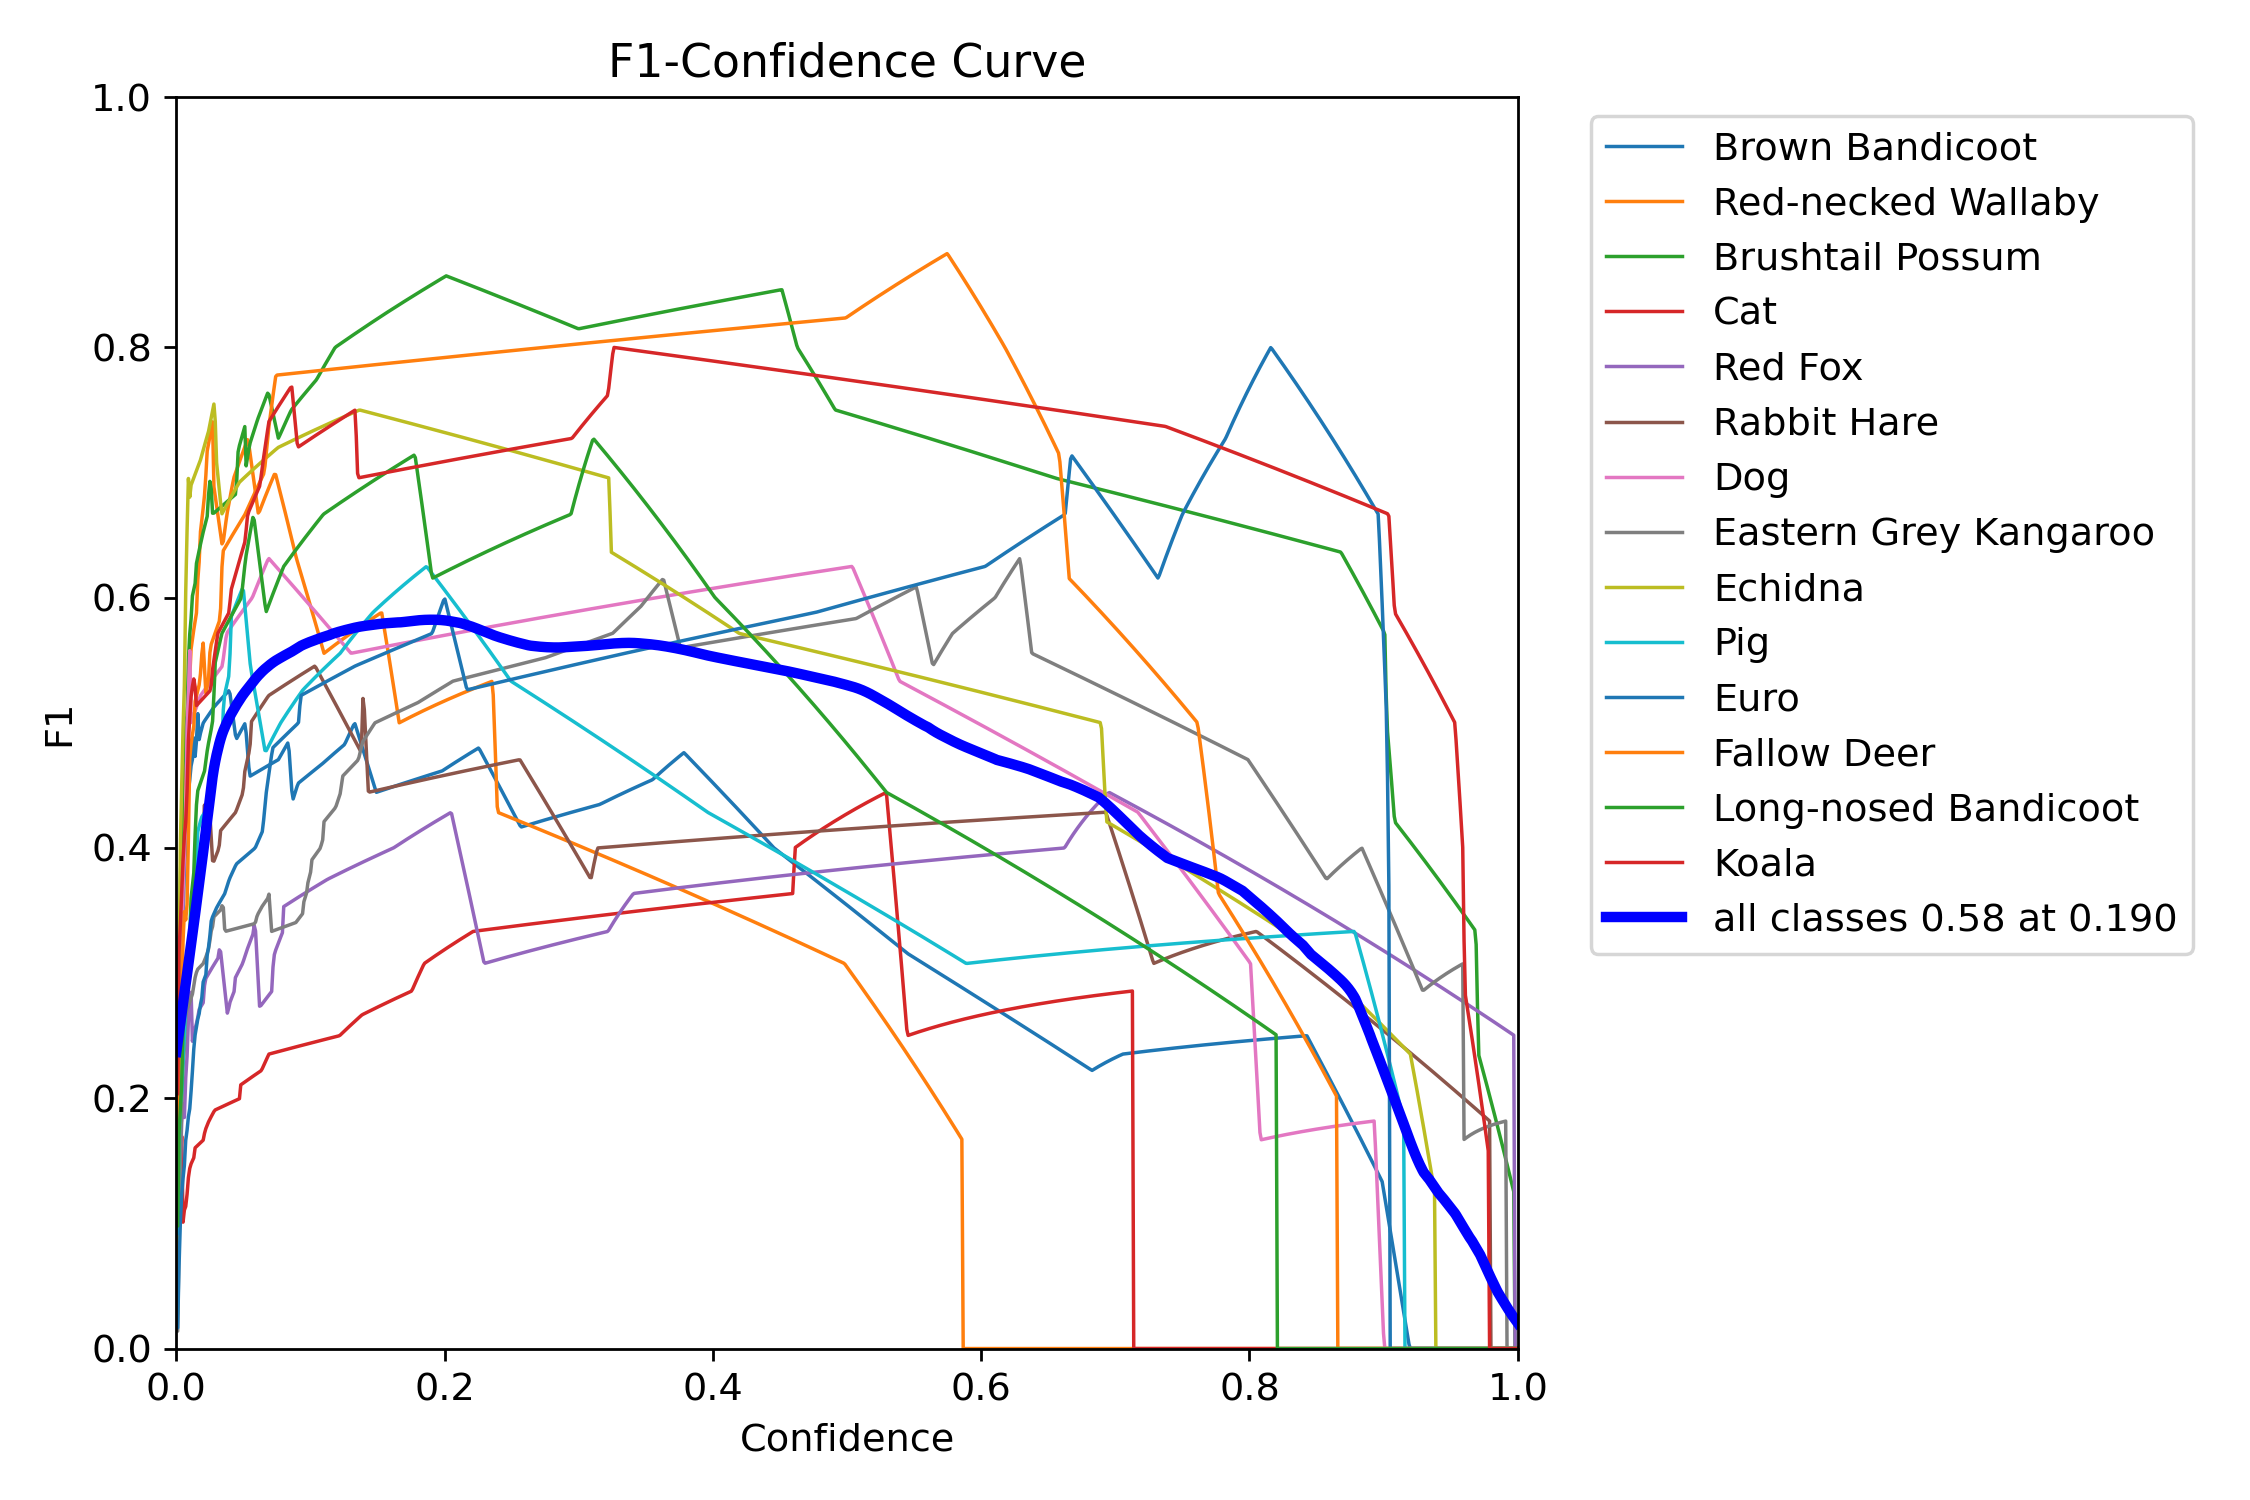 F1-Confidence Curve
1.0
0.8
0.6
0.4
0.2
0.0
F1
0.0 0.2 0.4 0.6 0.8 1.0
Confidence
Brown Bandicoot
Red-necked Wallaby
Brushtail Possum
Cat
Red Fox
Rabbit Hare
Dog
Eastern Grey Kangaroo
Echidna
Pig
Euro
Fallow Deer
Long-nosed Bandicoot
Koala
all classes 0.58 at 0.190